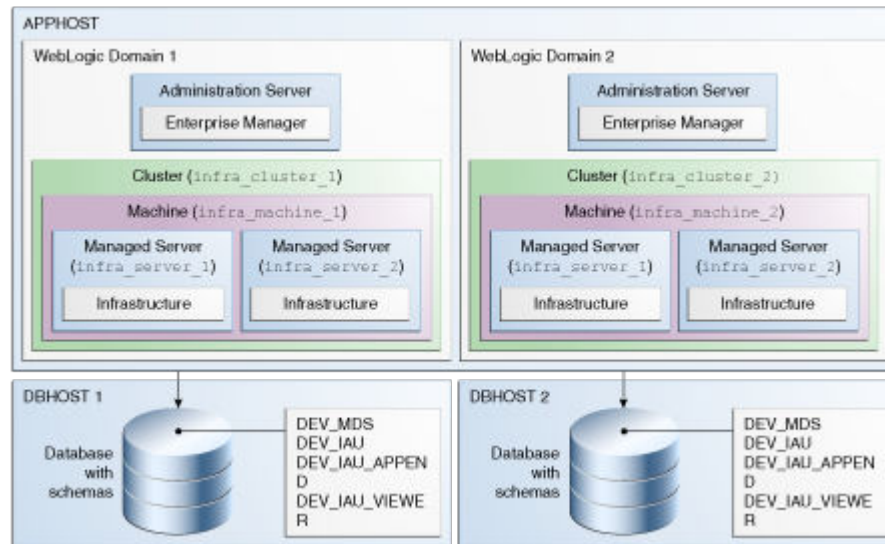 APPHOST
WebLogic Domain 1
Administration Server
Enterprise Manager
Cluster (infra_cluster_1)
Machine (infra_machine_1)
Managed Server
(infra_server_1)
Infrastructure
Managed Server
(infra_server_2)
Infrastructure
WebLogic Domain 2
Administration Server
Enterprise Manager
Cluster (infra_cluster_2)
Machine (infra_machine_2)
Managed Server
(infra_server_1)
Infrastructure
Managed Server
(infra_server_2)
Infrastructure
DBHOST 1
Database
with
schemas
DEV_MDS
DEV_IAU
DEV_IAU_APPEN
D
DEV_IAU_VIEWE
R
DBHOST 2
Database
with
schemas
DEV_MDS
DEV_IAU
DEV_IAU_APPEN
D
DEV_IAU_VIEWE
R